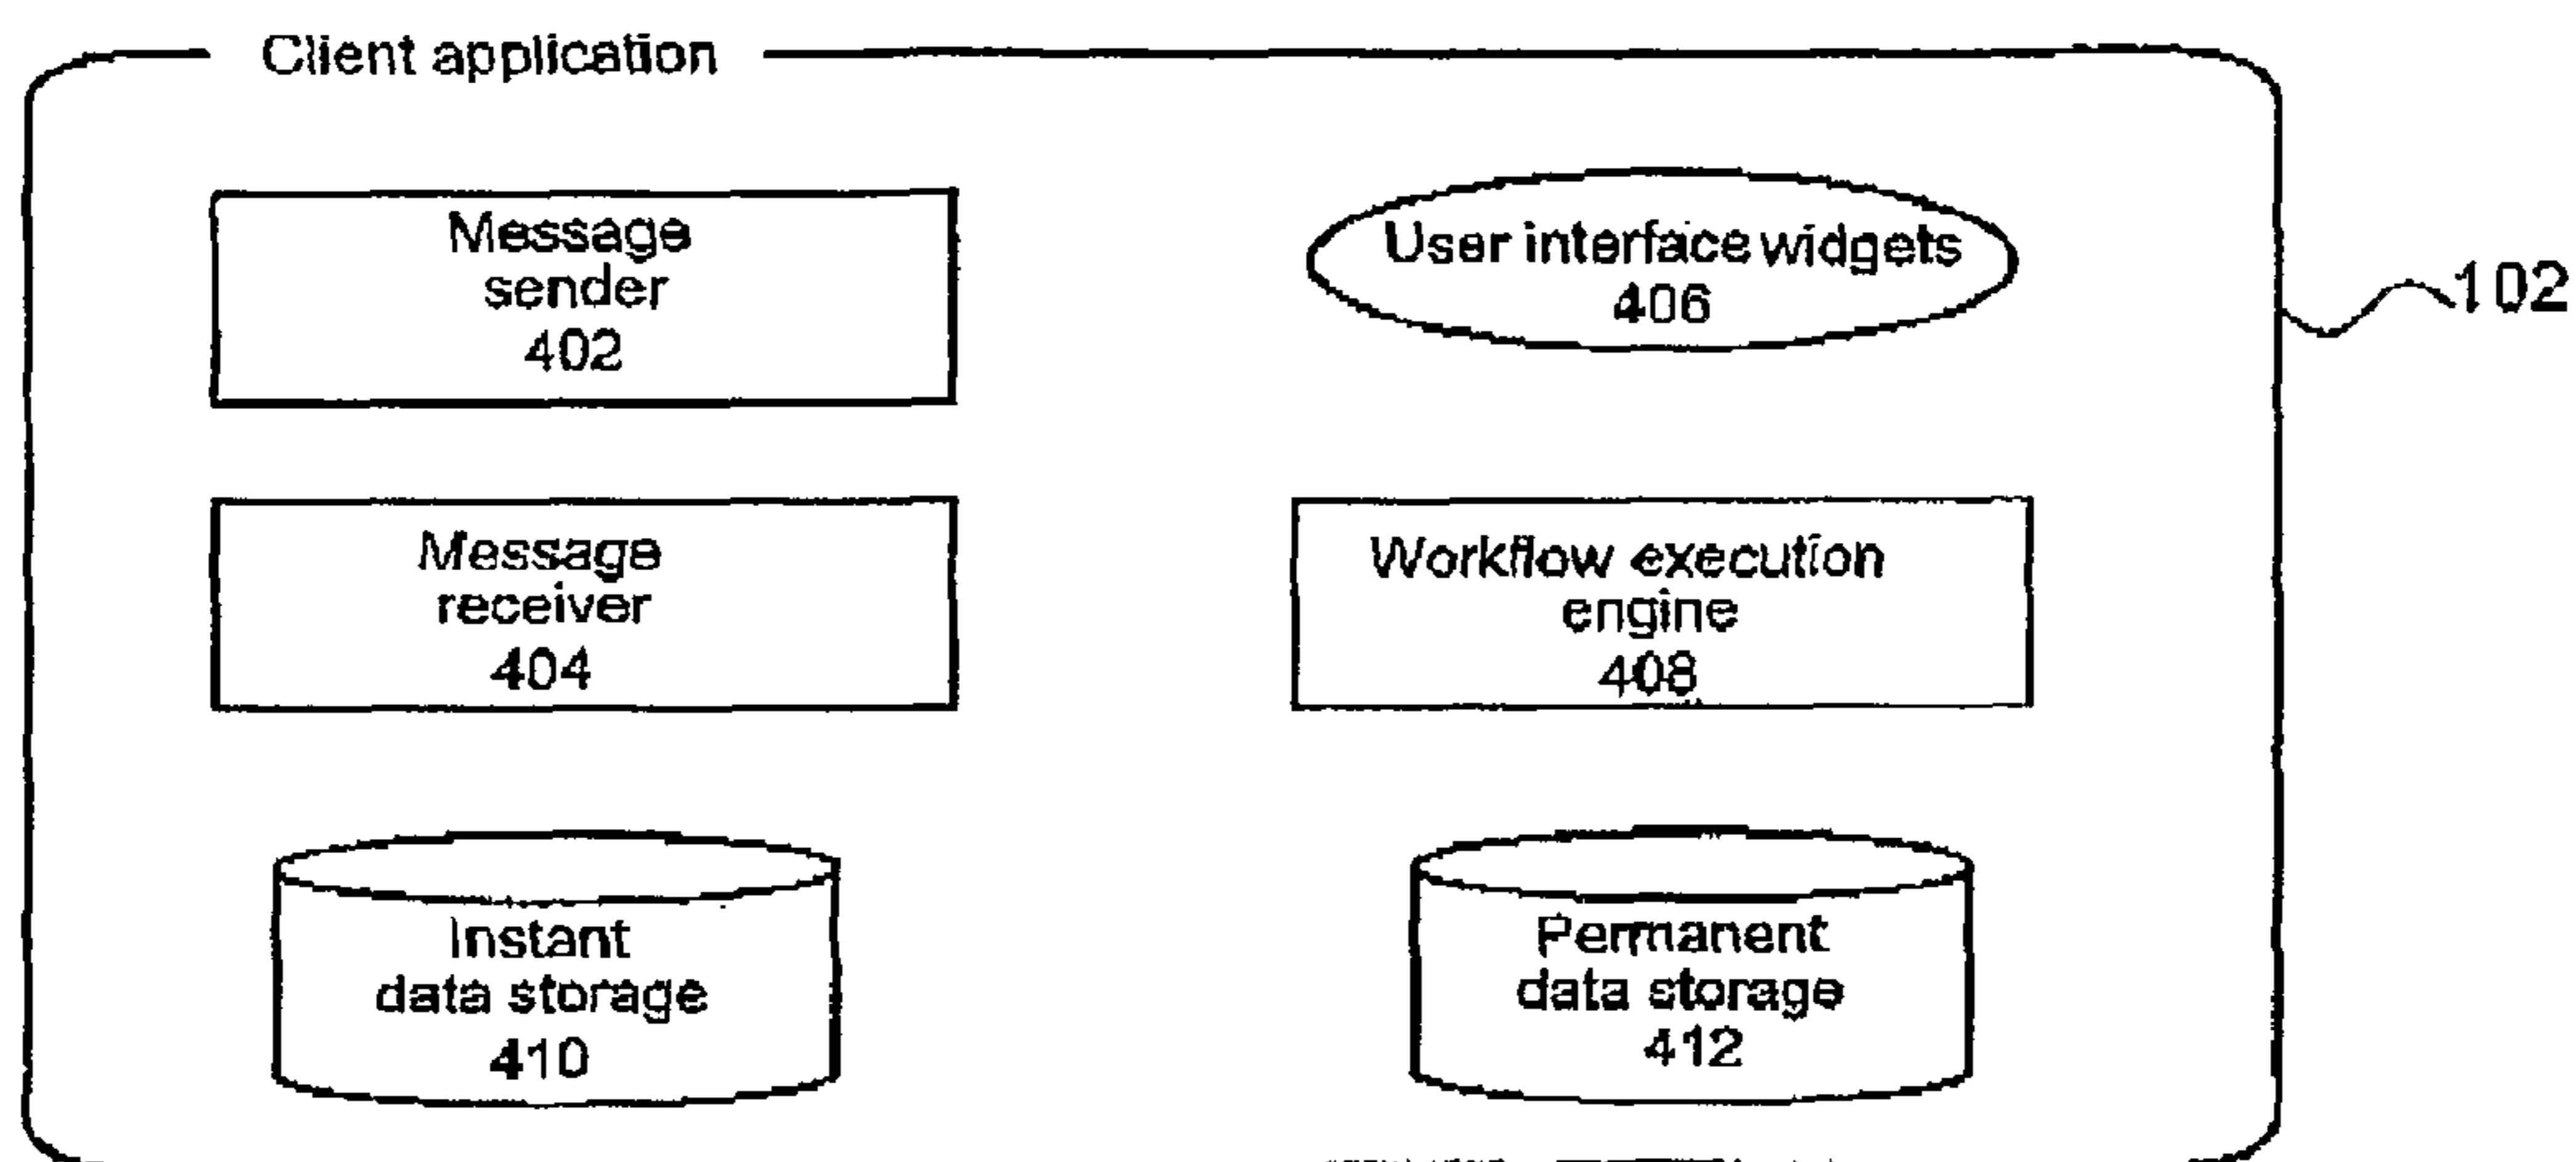 Client application
Message
sender
402
User interface widgets
406
102
Message
receiver
404
Workflow execution
engine
408
Instant
data storage
410
Permanent
data storage
412